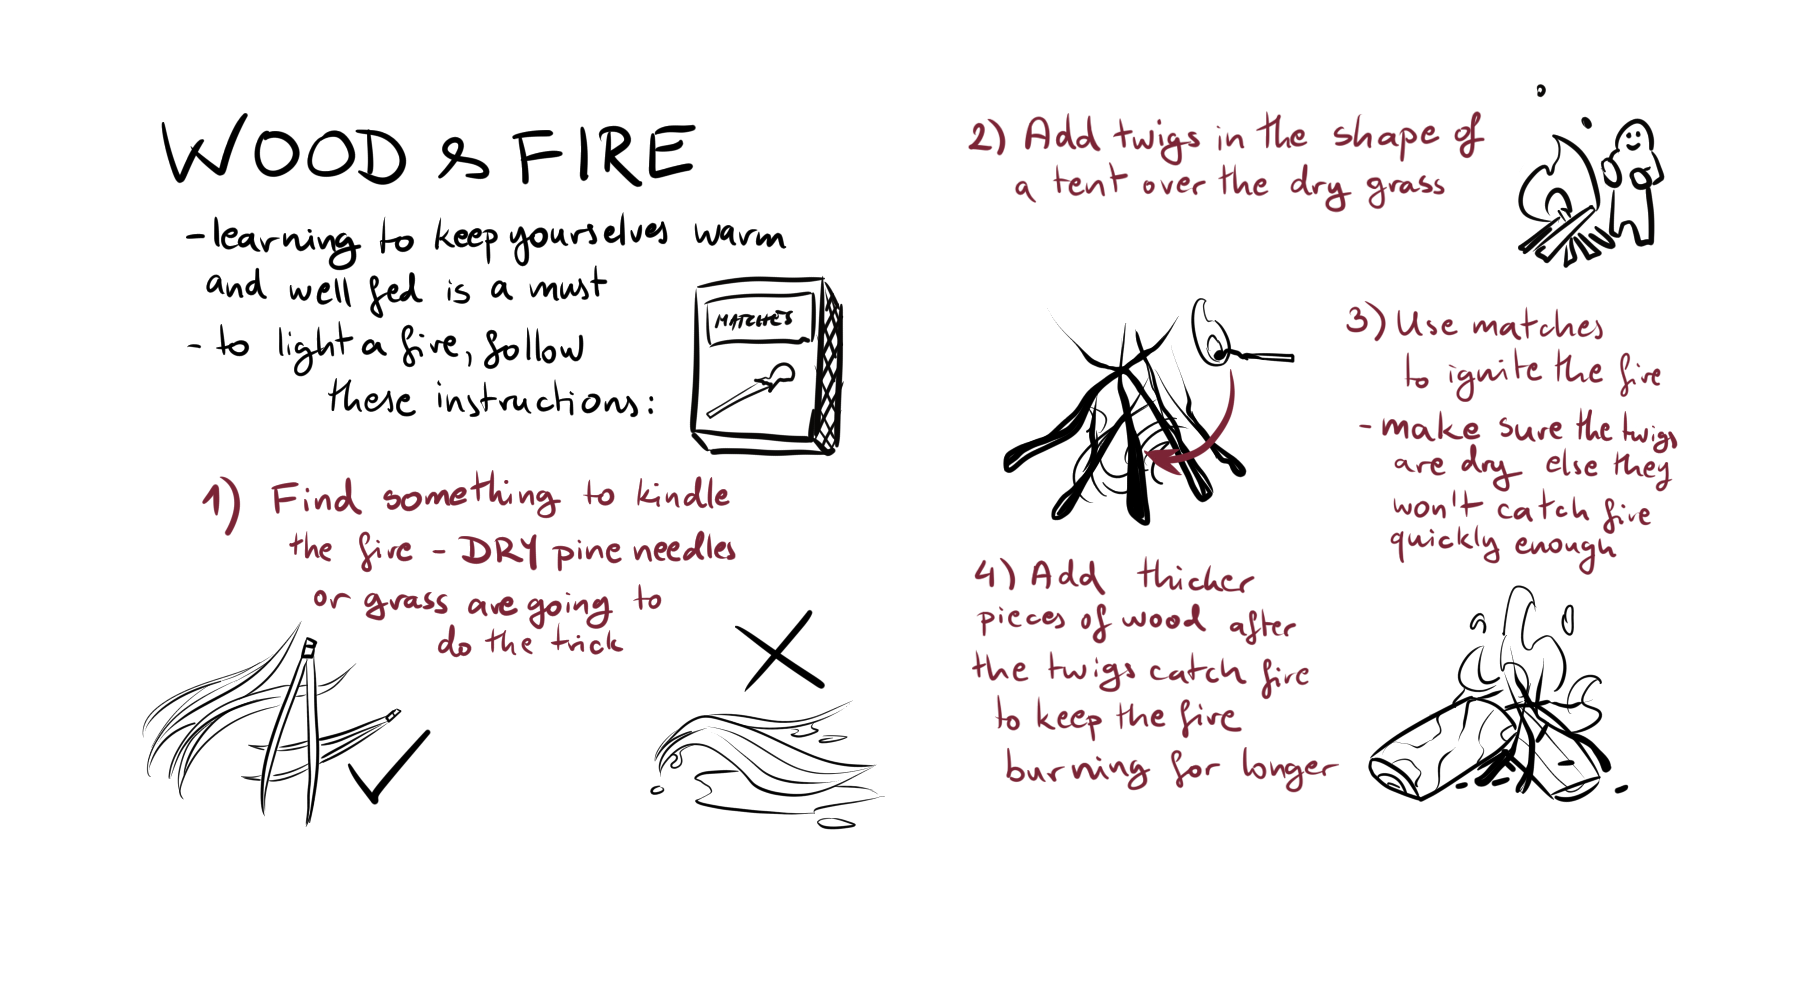 WOOD & FIRE
- learning to keep yourselves warm
and well fed is a must
- to light a fire, follow
these instructions:
MATCHES
1) Find something to kindle
the fire - DRY pine needles
or grass are going to
do the trick
2) Add twigs in the shape of
a tent over the dry grass
3) Use matches
to ignite the fire
- make sure the twigs
are dry else they
won't catch fire
quickly enough
4) Add thicker
pieces of wood after
the twigs catch fire
to keep the fire
burning for longer